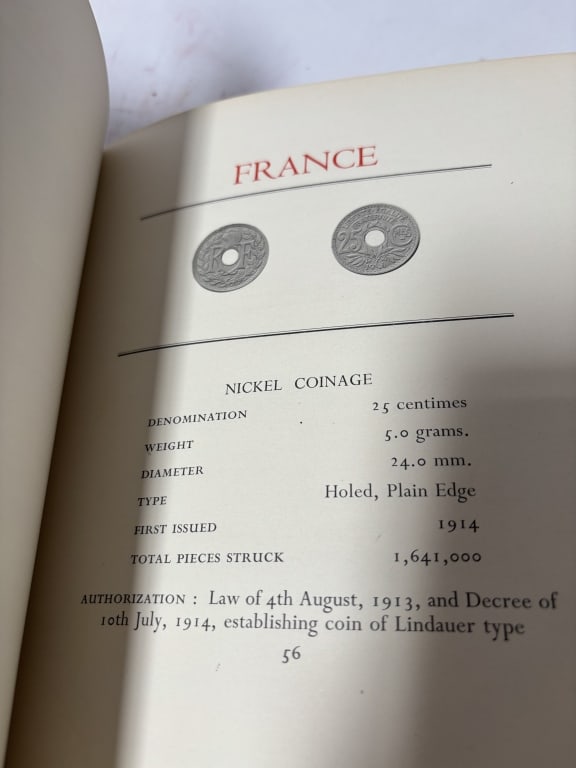 FRANCE
RF
25 C
NICKEL COINAGE
DENOMINATION 25 centimes
WEIGHT 5.0 grams.
DIAMETER 24.0 mm.
TYPE Holed, Plain Edge
FIRST ISSUED 1914
TOTAL PIECES STRUCK 1,641,000
AUTHORIZATION : Law of 4th August, 1913, and Decree of
10th July, 1914, establishing coin of Lindauer type
56